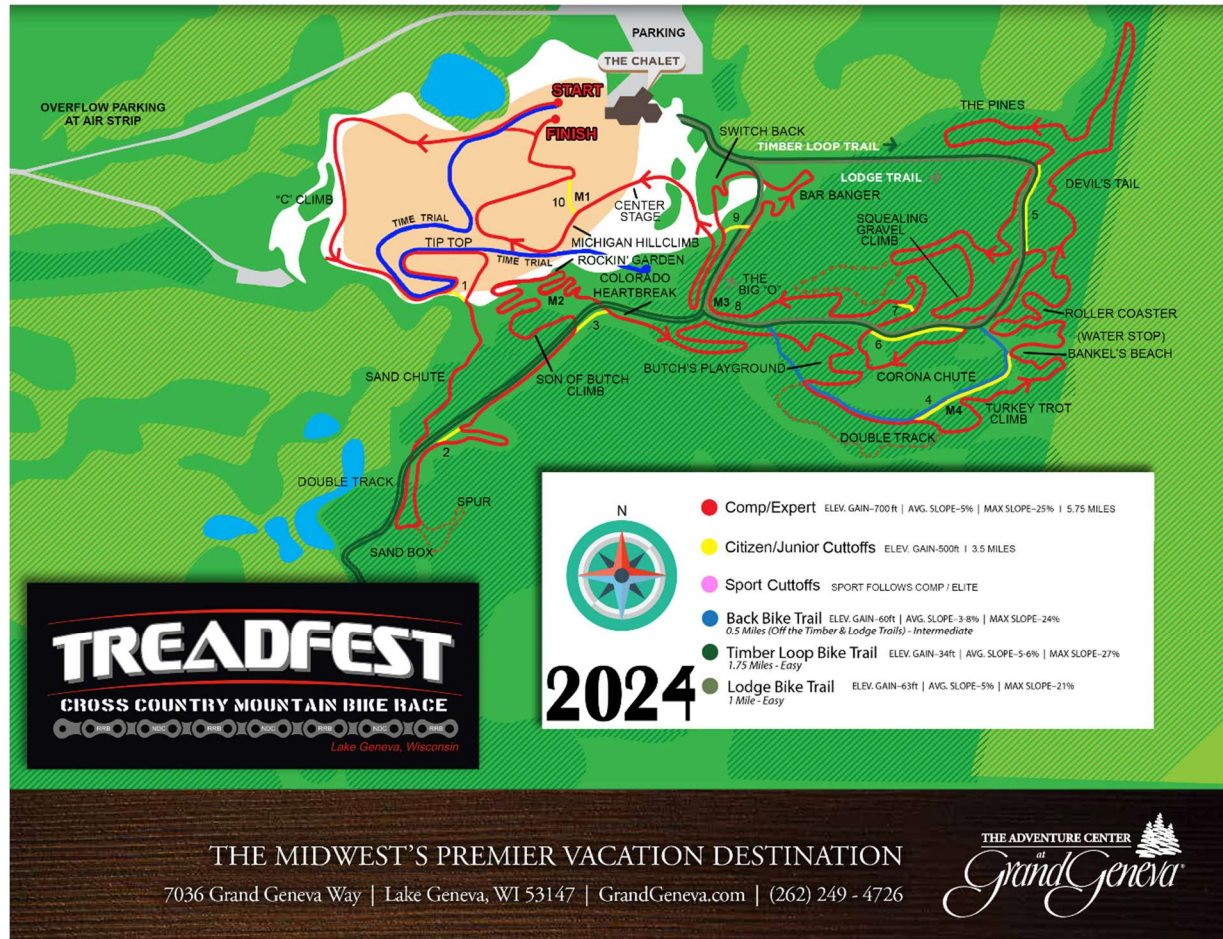 PARKING
THE CHALET
START
FINISH
OVERFLOW PARKING
AT AIR STRIP
THE PINES
SWITCH BACK
TIMBER LOOP TRAIL
LODGE TRAIL
DEVIL'S TAIL
BAR BANGER
"C" CLIMB
10
M1
CENTER
STAGE
SQUEALING
GRAVEL
CLIMB
9
5
TIME TRIAL
TIP TOP
MICHIGAN HILLCLIMB
TIME TRIAL
ROCKIN' GARDEN
COLORADO
HEARTBREAK
THE
BIG "O"
1
M2
M3
8
7
3
6
ROLLER COASTER
(WATER STOP)
BANKEL'S BEACH
BUTCH'S PLAYGROUND
CORONA CHUTE
SAND CHUTE
SON OF BUTCH
CLIMB
4
M4
TURKEY TROT
CLIMB
DOUBLE TRACK
2
DOUBLE TRACK
SPUR
SAND BOX
N
2024
Comp/Expert ELEV. GAIN–700 ft | AVG. SLOPE–5% | MAX SLOPE–25% | 5.75 MILES
Citizen/Junior Cuttoffs ELEV. GAIN-500ft | 3.5 MILES
Sport Cuttoffs SPORT FOLLOWS COMP / ELITE
Back Bike Trail ELEV. GAIN–60ft | AVG. SLOPE–3-8% | MAX SLOPE–24%
0.5 Miles (Off the Timber & Lodge Trails) - Intermediate
Timber Loop Bike Trail ELEV. GAIN–34ft | AVG. SLOPE–5-6% | MAX SLOPE–27%
1.75 Miles - Easy
Lodge Bike Trail ELEV. GAIN–63ft | AVG. SLOPE–5% | MAX SLOPE–21%
1 Mile - Easy
TREADFEST
CROSS COUNTRY MOUNTAIN BIKE RACE
RRB NDC RRB NDC RRB NDC RRB
Lake Geneva, Wisconsin
THE MIDWEST'S PREMIER VACATION DESTINATION
7036 Grand Geneva Way | Lake Geneva, WI 53147 | GrandGeneva.com | (262) 249 - 4726
THE ADVENTURE CENTER
at
Grand Geneva®